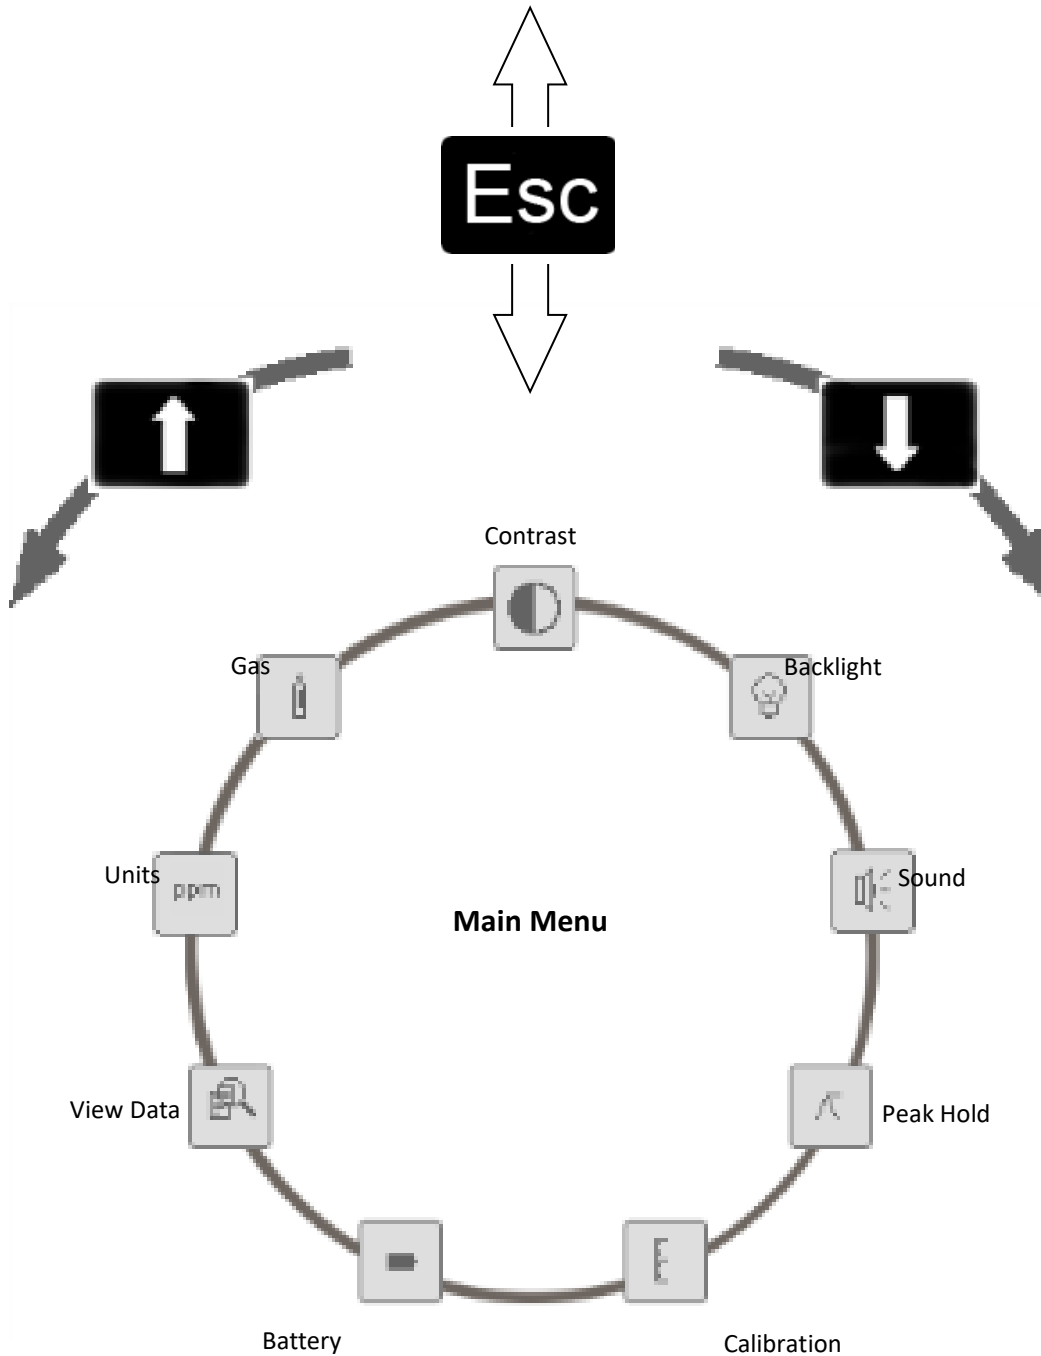 Esc
Contrast
Gas
Backlight
Units
ppm
Sound
Main Menu
View Data
Peak Hold
Battery
Calibration